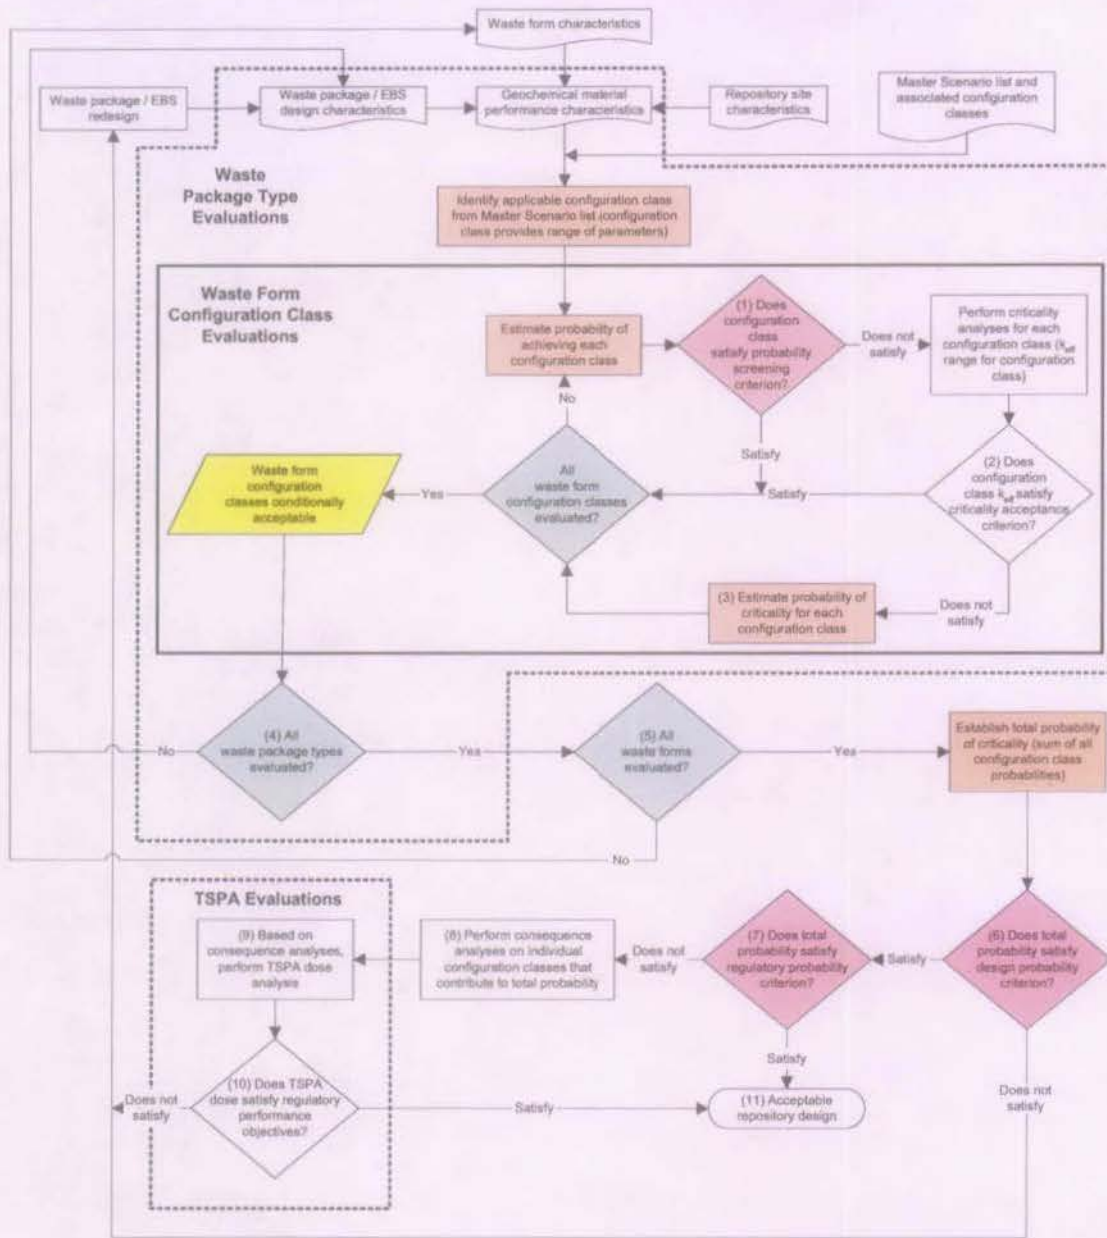 Waste form characteristics
Waste package / EBS
redesign
Waste package / EBS
design characteristics
Geochemical material
performance characteristics
Repository site
characteristics
Master Scenario list and
associated configuration
classes
Waste
Package Type
Evaluations
Identify applicable configuration class
from Master Scenario list (configuration
class provides range of parameters)
Waste Form
Configuration Class
Evaluations
Estimate probability of
achieving each
configuration class
(1) Does
configuration
class
satisfy probability
screening
criterion?
Does not
satisfy
Perform criticality
analyses for each
configuration class (keff
range for configuration
class)
No
Satisfy
Waste form
configuration
classes conditionally
acceptable
Yes
All
waste form
configuration classes
evaluated?
Satisfy
(2) Does
configuration
class keff satisfy
criticality acceptance
criterion?
(3) Estimate probability of
criticality for each
configuration class
Does not
satisfy
No
(4) All
waste package types
evaluated?
Yes
(5) All
waste forms
evaluated?
Yes
Establish total probability
of criticality (sum of all
configuration class
probabilities)
No
TSPA Evaluations
(9) Based on
consequence analyses,
perform TSPA dose
analysis
(8) Perform consequence
analyses on individual
configuration classes that
contribute to total probability
Does not
satisfy
(7) Does total
probability satisfy
regulatory probability
criterion?
Satisfy
(6) Does total
probability satisfy
design probability
criterion?
Satisfy
Does not
satisfy
Does not
satisfy
(10) Does TSPA
dose satisfy regulatory
performance
objectives?
Satisfy
(11) Acceptable
repository design